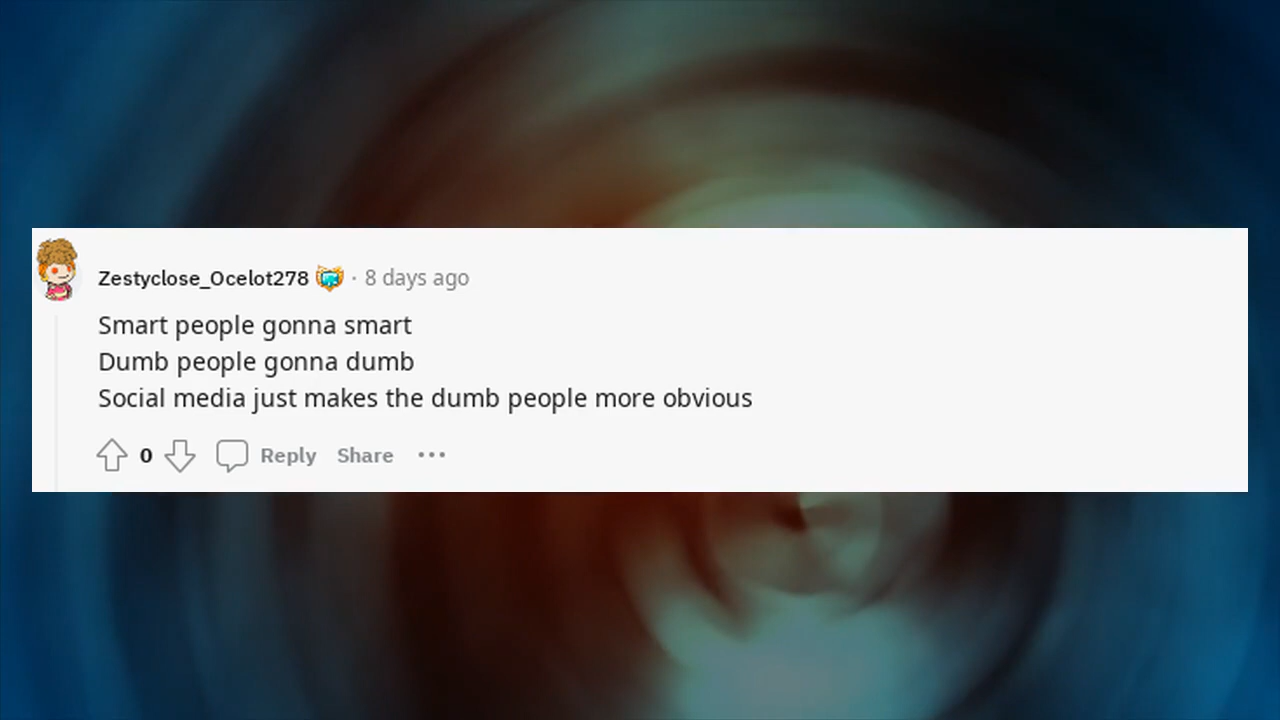 Zestyclose_Ocelot278 · 8 days ago
Smart people gonna smart
Dumb people gonna dumb
Social media just makes the dumb people more obvious
0 Reply Share ···